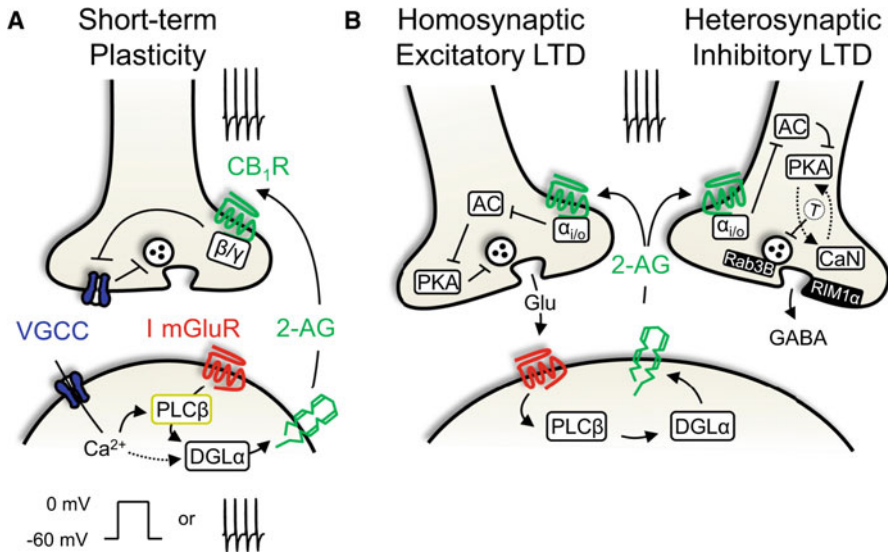 A
Short-term
Plasticity
CB₁R
β/γ
VGCC
I mGluR
2-AG
PLCβ
Ca²⁺
DGLα
0 mV
-60 mV
or
B
Homosynaptic
Excitatory LTD
Heterosynaptic
Inhibitory LTD
AC
αi/o
PKA
Glu
2-AG
AC
PKA
αi/o
T
CaN
Rab3B
RIM1α
GABA
PLCβ
DGLα